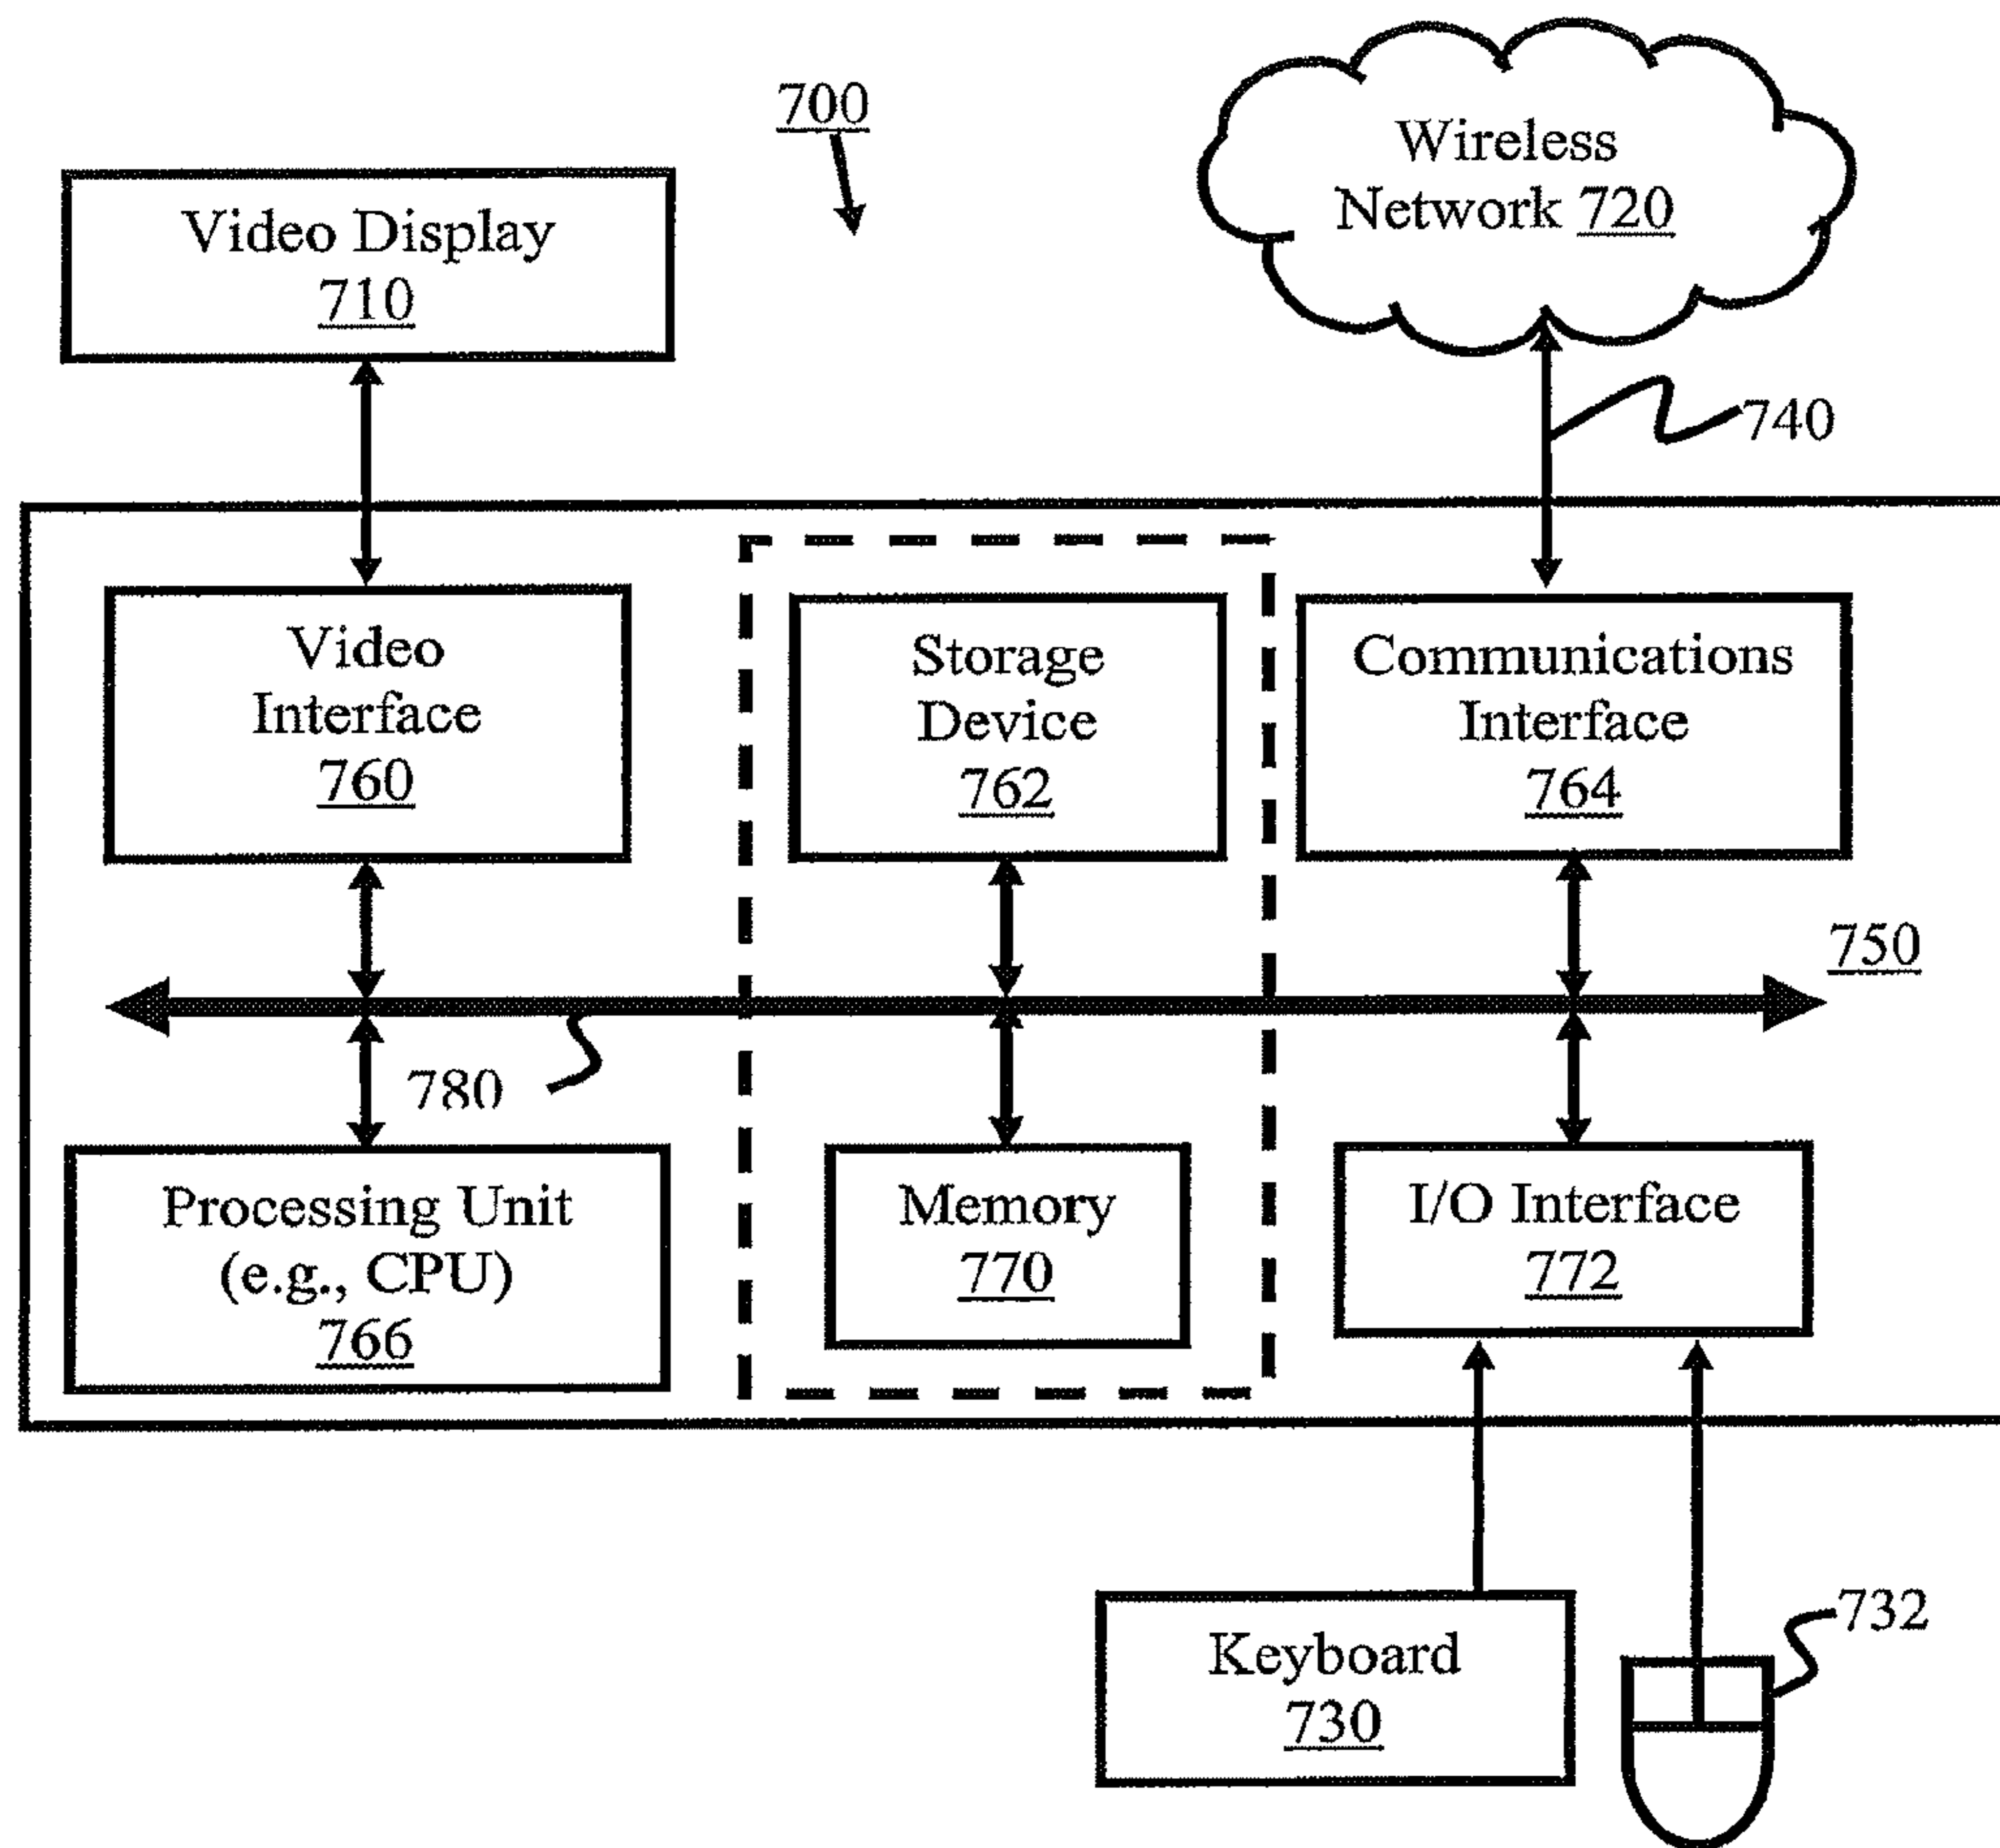 700
Wireless
Network 720
Video Display
710
740
Video
Interface
760
Storage
Device
762
Communications
Interface
764
750
780
Processing Unit
(e.g., CPU)
766
Memory
770
I/O Interface
772
Keyboard
730
732